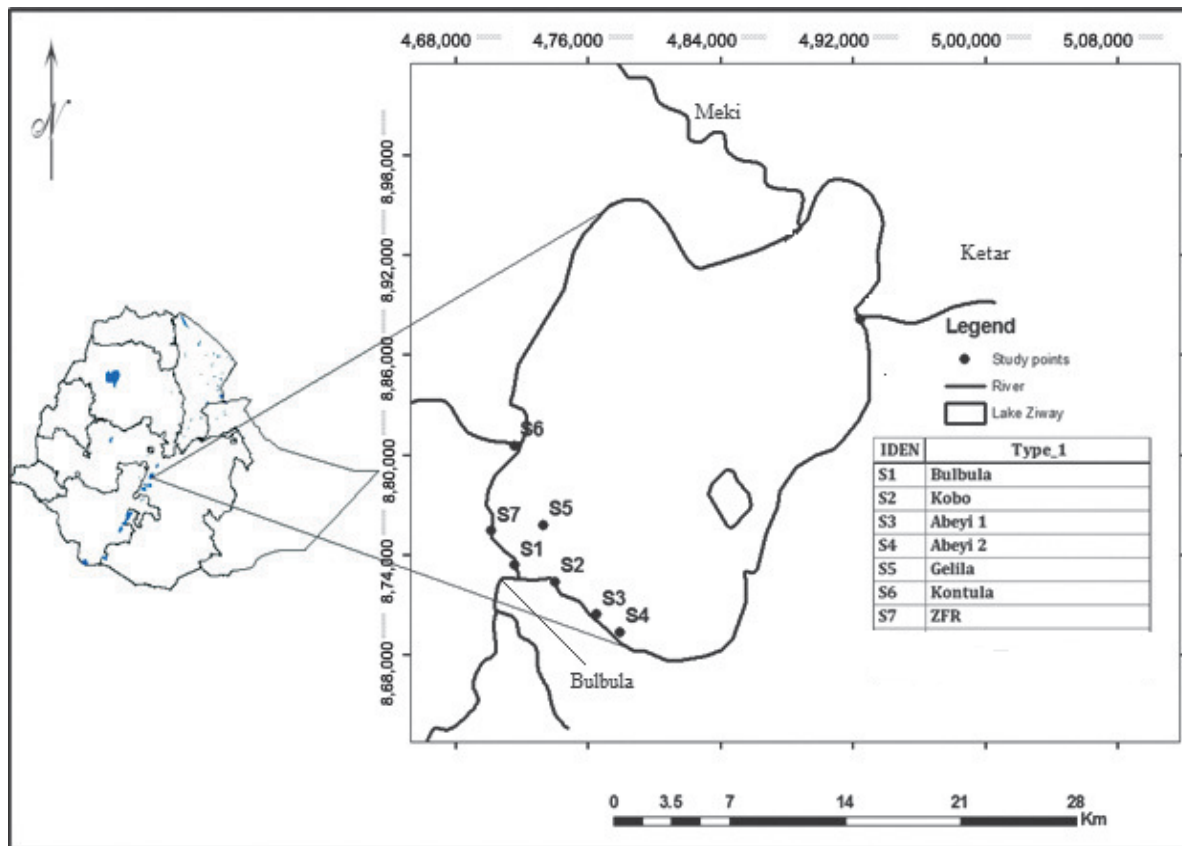 4,68,000 4,76,000 4,84,000 4,92,000 5,00,000 5,08,000
N
Meki
8,98,000
Ketar
8,92,000
Legend
Study points
River
Lake Ziway
8,86,000
S6
IDEN Type_1
S1 Bulbula
S2 Kobo
S3 Abeyi 1
S4 Abeyi 2
S5 Gelila
S6 Kontula
S7 ZFR
8,80,000
S7 S5
S1
S2
8,74,000
S3
S4
8,68,000
Bulbula
0 3.5 7 14 21 28
Km